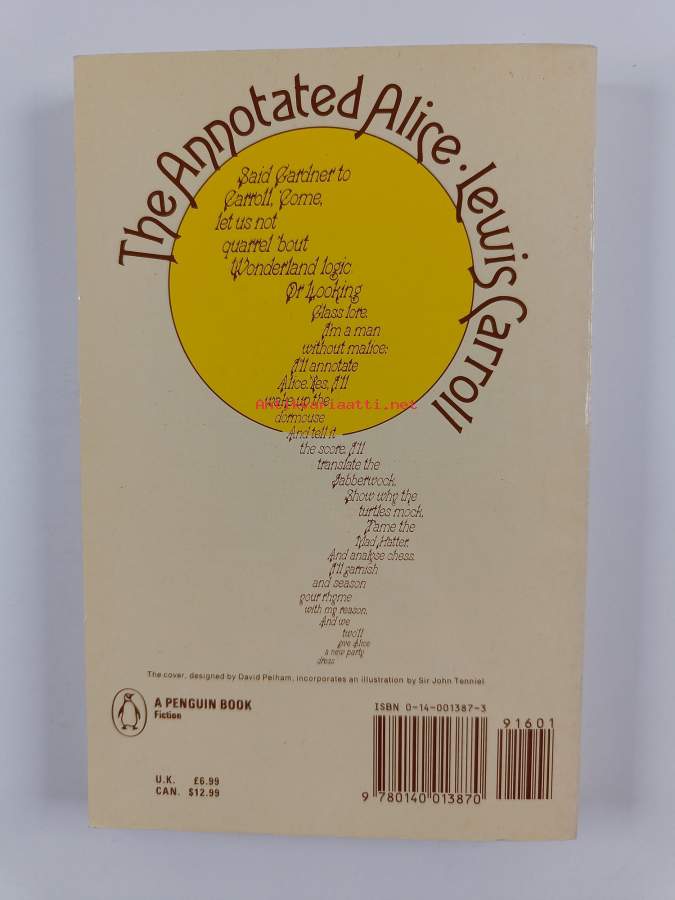 The Annotated Alice · Lewis Carroll
Said Gardner to
Carroll, 'Come,
let us not
quarrel 'bout
Wonderland logic
Or Looking
Glass lore.
I'm a man
without malice;
I'll annotate
Alice. Yes, I'll
wake up the
Antikvariaatti.net
dormouse
And tell it
the score. I'll
translate the
Jabberwock,
Show why the
turtles mock,
Tame the
Mad Hatter,
And analyse chess.
I'll garnish
and season
your rhyme
with my reason,
And we
two'll
give Alice
a new party
dress
The cover, designed by David Pelham, incorporates an illustration by Sir John Tenniel
A PENGUIN BOOK
Fiction
U.K. £6.99
CAN. $12.99
ISBN 0-14-001387-3
91601
9 780140 013870